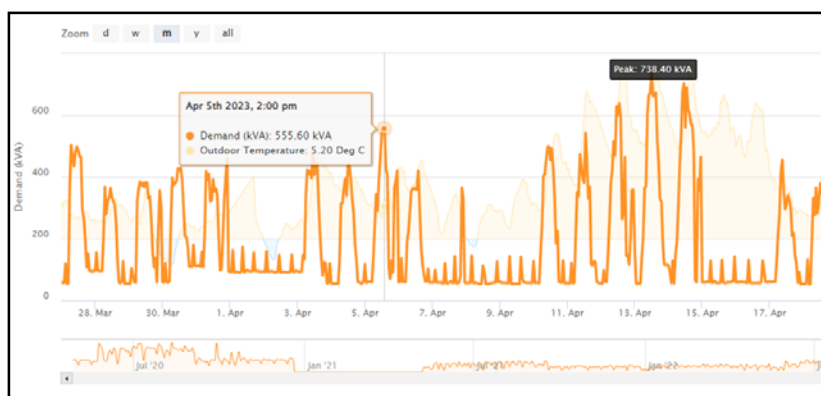 Zoom d w m y all
Peak: 738.40 kVA
Apr 5th 2023, 2:00 pm
Demand (kVA): 555.60 kVA
Outdoor Temperature: 5.20 Deg C
Demand (kVA)
600
400
200
0
28. Mar 30. Mar 1. Apr 3. Apr 5. Apr 7. Apr 9. Apr 11. Apr 13. Apr 15. Apr 17. Apr
Jul '20 Jan '21 Jul '21 Jan '22